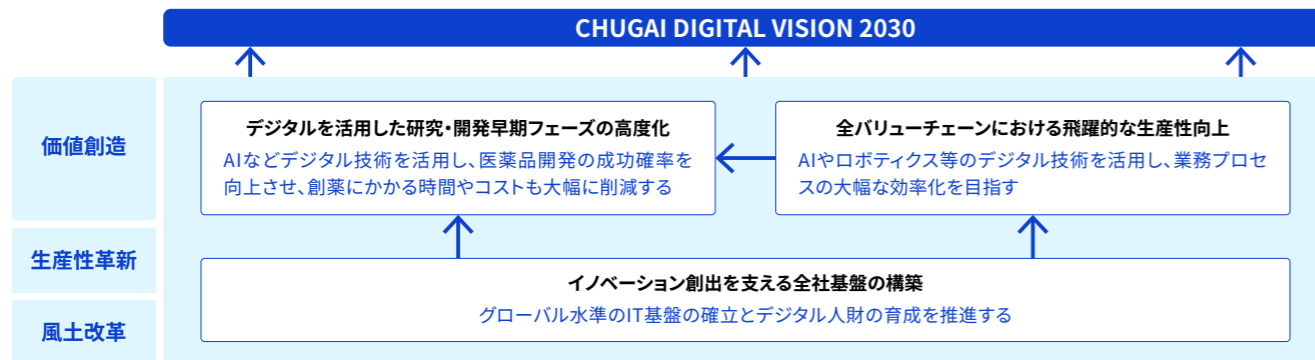 CHUGAI DIGITAL VISION 2030
価値創造
デジタルを活用した研究・開発早期フェーズの高度化
AIなどデジタル技術を活用し、医薬品開発の成功確率を
向上させ、創薬にかかる時間やコストも大幅に削減する
全バリューチェーンにおける飛躍的な生産性向上
AIやロボティクス等のデジタル技術を活用し、業務プロセ
スの大幅な効率化を目指す
生産性革新
イノベーション創出を支える全社基盤の構築
グローバル水準のIT基盤の確立とデジタル人財の育成を推進する
風土改革